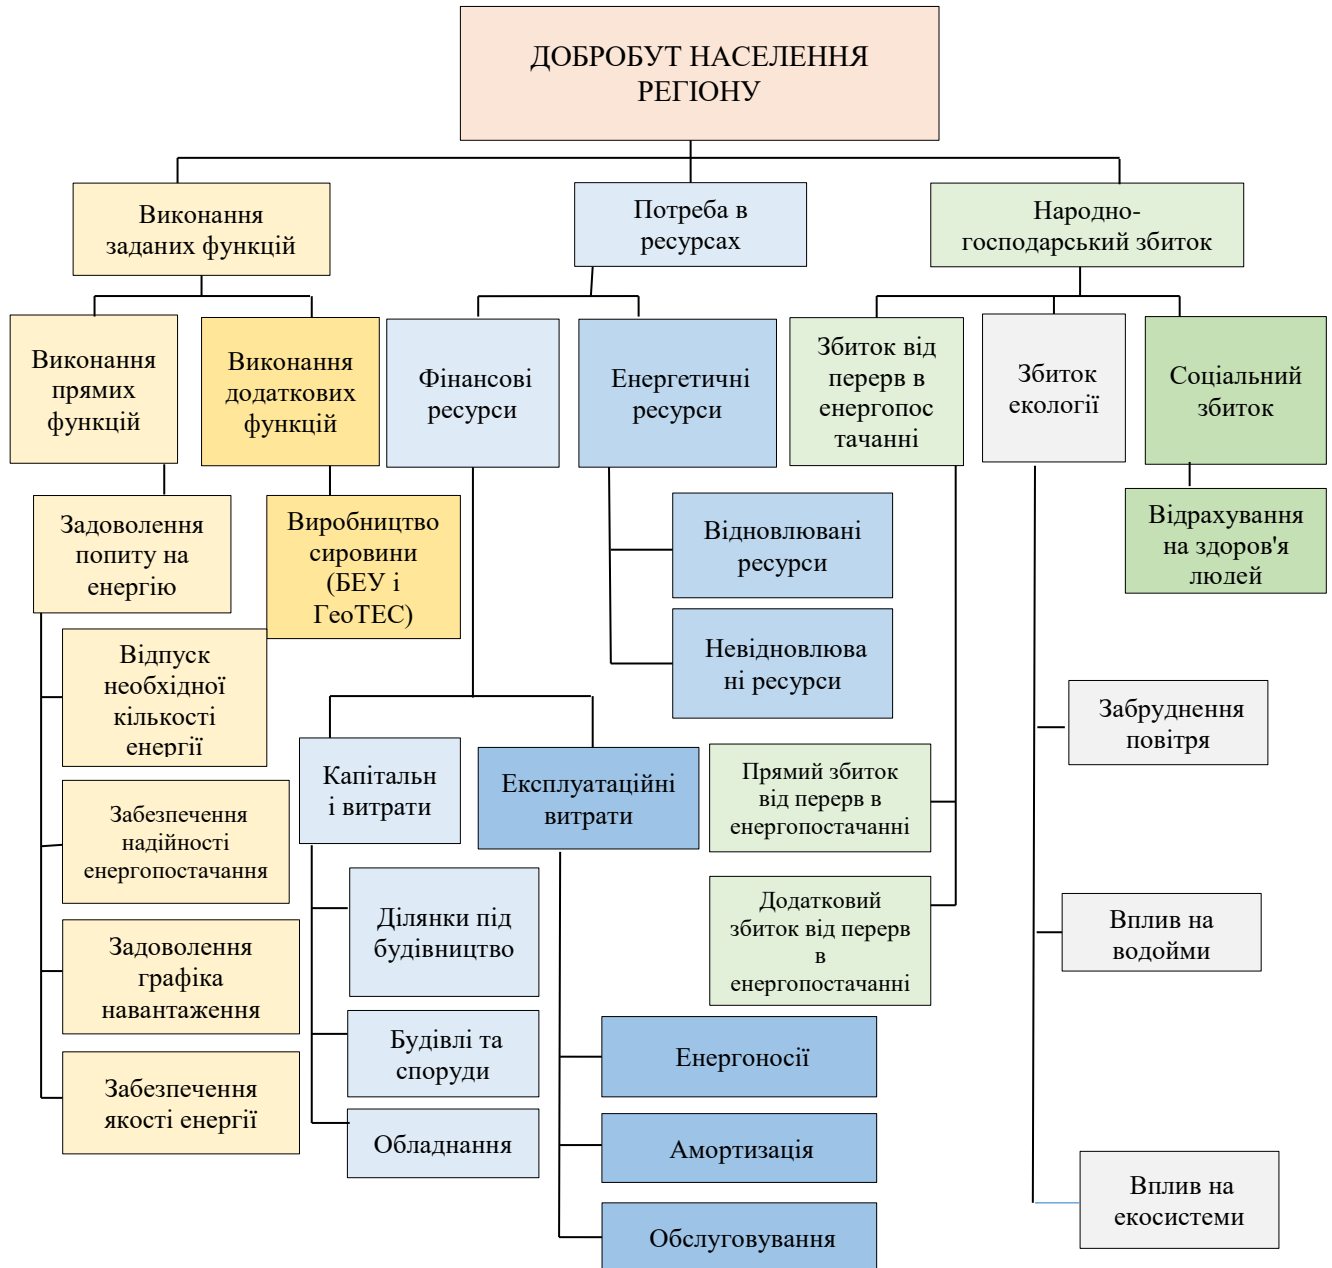 ДОБРОБУТ НАСЕЛЕННЯ
РЕГІОНУ
Виконання
заданих функцій
Потреба в
ресурсах
Народно-
господарський збиток
Виконання
прямих
функцій
Виконання
додаткових
функцій
Фінансові
ресурси
Енергетичні
ресурси
Збиток від
перерв в
енергопос
тачанні
Збиток
екології
Соціальний
збиток
Задоволення
попиту на
енергію
Виробництво
сировини
(БЕУ і
ГеоТЕС)
Відновлювані
ресурси
Відрахування
на здоров'я
людей
Відпуск
необхідної
кількості
енергії
Невідновлюва
ні ресурси
Забруднення
повітря
Капітальн
і витрати
Експлуатаційні
витрати
Прямий збиток
від перерв в
енергопостачанні
Забезпечення
надійності
енергопостачання
Ділянки під
будівництво
Додатковий
збиток від перерв
в
енергопостачанні
Вплив на
водойми
Задоволення
графіка
навантаження
Будівлі та
споруди
Енергоносії
Забезпечення
якості енергії
Обладнання
Амортизація
Вплив на
екосистеми
Обслуговування